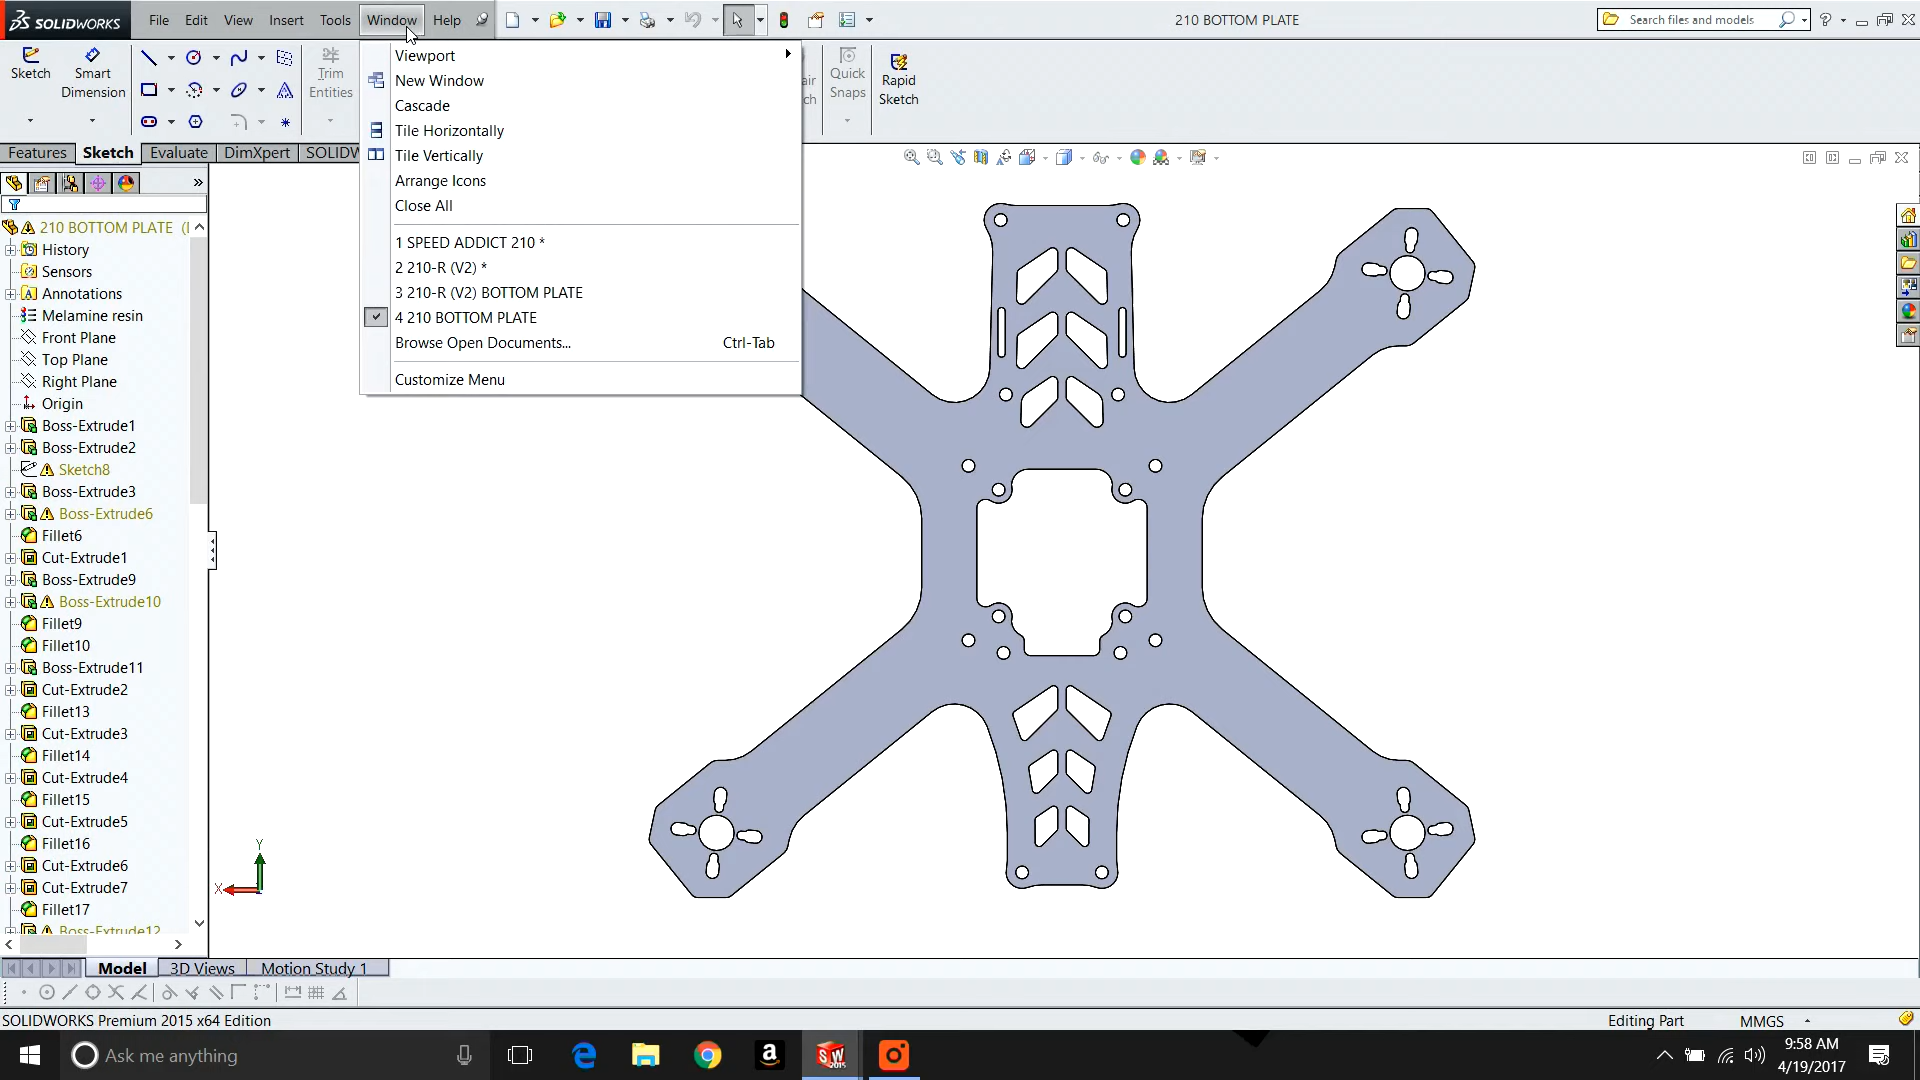 SOLIDWORKS
File Edit View Insert Tools Window Help
210 BOTTOM PLATE
Search files and models
Sketch
Smart Dimension
Trim Entities
Quick Snaps
Rapid Sketch
Features Sketch Evaluate DimXpert SOLIDW
Viewport
New Window
Cascade
Tile Horizontally
Tile Vertically
Arrange Icons
Close All
1 SPEED ADDICT 210 *
2 210-R (V2) *
3 210-R (V2) BOTTOM PLATE
4 210 BOTTOM PLATE
Browse Open Documents... Ctrl-Tab
Customize Menu
210 BOTTOM PLATE
History
Sensors
Annotations
Melamine resin
Front Plane
Top Plane
Right Plane
Origin
Boss-Extrude1
Boss-Extrude2
Sketch8
Boss-Extrude3
Boss-Extrude6
Fillet6
Cut-Extrude1
Boss-Extrude9
Boss-Extrude10
Fillet9
Fillet10
Boss-Extrude11
Cut-Extrude2
Fillet13
Cut-Extrude3
Fillet14
Cut-Extrude4
Fillet15
Cut-Extrude5
Fillet16
Cut-Extrude6
Cut-Extrude7
Fillet17
Boss-Extrude12
Y
X
Model 3D Views Motion Study 1
SOLIDWORKS Premium 2015 x64 Edition
Editing Part MMGS
Ask me anything
9:58 AM
4/19/2017